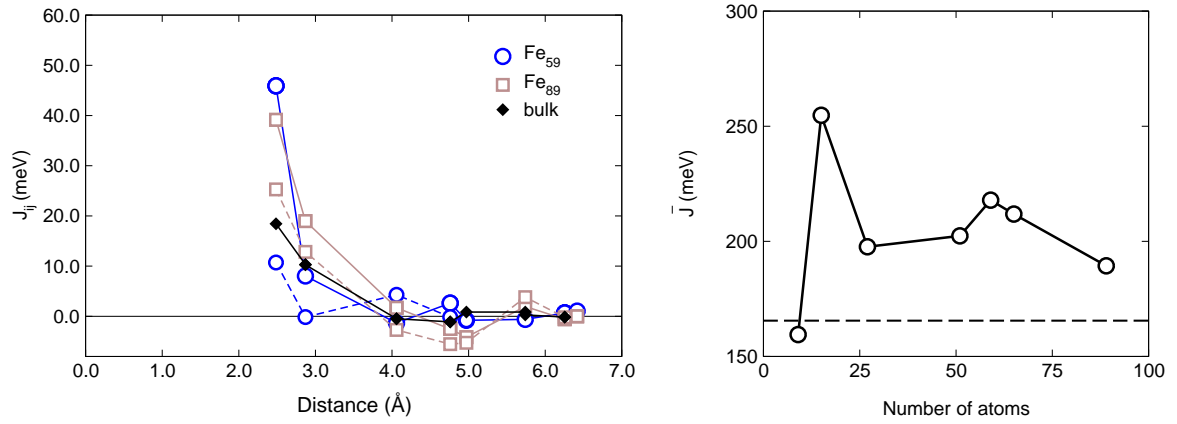 60.0
50.0
40.0
30.0
20.0
10.0
0.0
J_ij (meV)
0.0 1.0 2.0 3.0 4.0 5.0 6.0 7.0
Distance (Å)
Fe59
Fe89
bulk
300
250
200
150
J̄ (meV)
0 25 50 75 100
Number of atoms